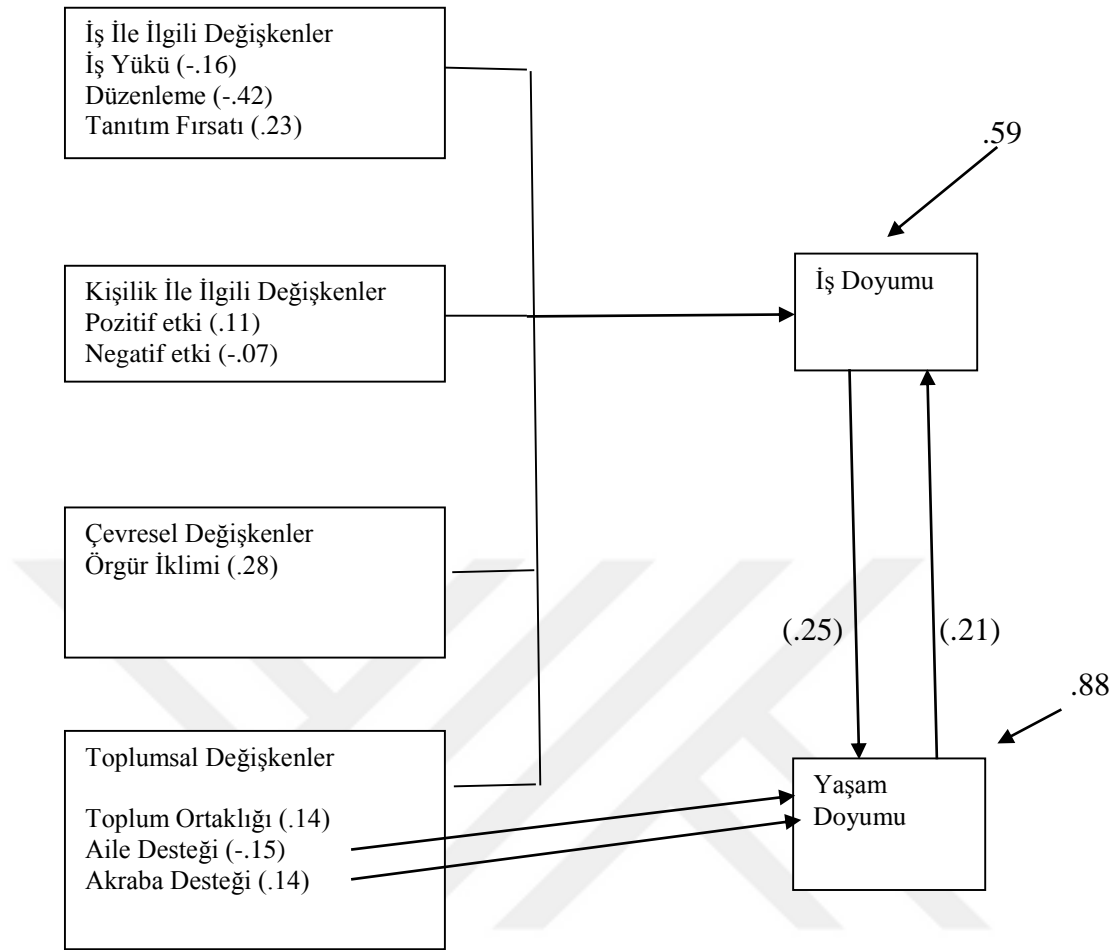 İş İle İlgili Değişkenler
İş Yükü (-.16)
Düzenleme (-.42)
Tanıtım Fırsatı (.23)
.59
Kişilik İle İlgili Değişkenler
Pozitif etki (.11)
Negatif etki (-.07)
İş Doyumu
Çevresel Değişkenler
Örgür İklimi (.28)
(.25)
(.21)
.88
Toplumsal Değişkenler
Toplum Ortaklığı (.14)
Aile Desteği (-.15)
Akraba Desteği (.14)
Yaşam
Doyumu